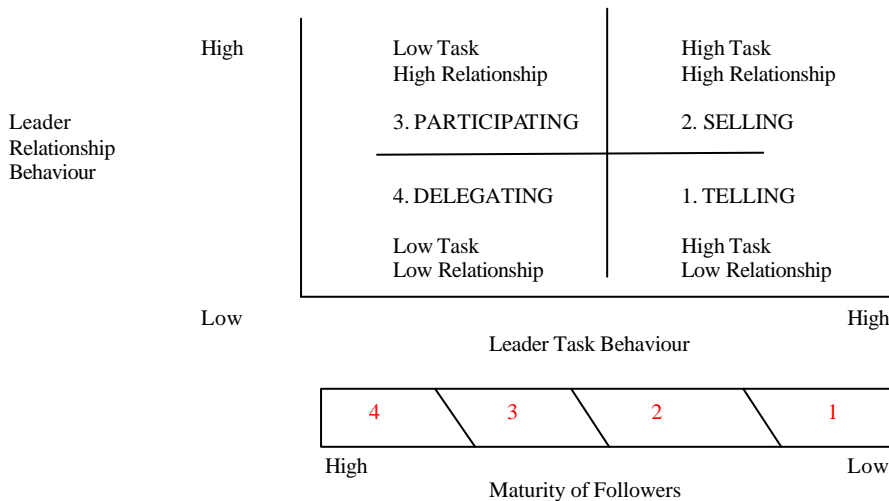 High
Low Task
High Relationship
High Task
High Relationship
Leader
Relationship
Behaviour
3. PARTICIPATING
2. SELLING
4. DELEGATING
1. TELLING
Low Task
Low Relationship
High Task
Low Relationship
Low
High
Leader Task Behaviour
4
3
2
1
High
Low
Maturity of Followers